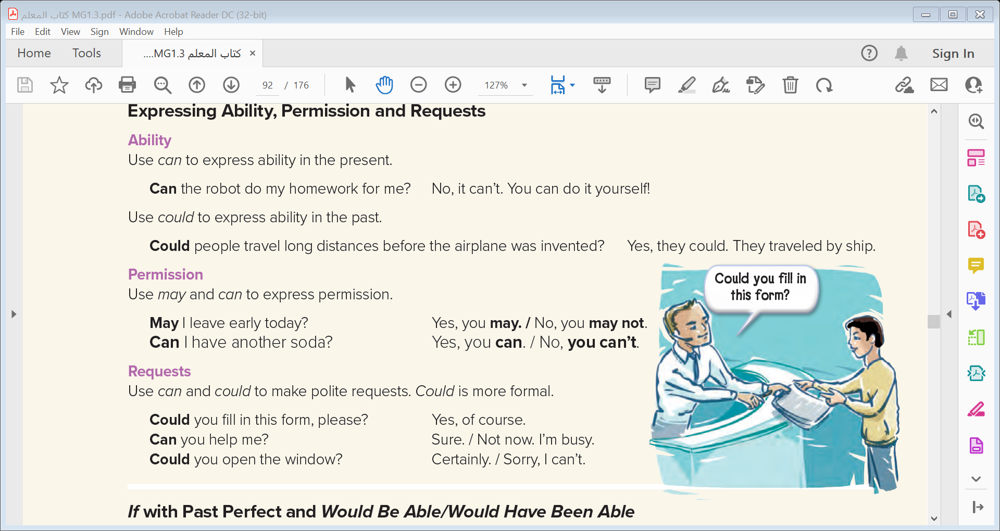 كتاب المعلم MG1.3.pdf - Adobe Acrobat Reader DC (32-bit)
File Edit View Sign Window Help
Home Tools كتاب المعلم MG1.3.... × Sign In
92 / 176 127%
Expressing Ability, Permission and Requests
Ability
Use can to express ability in the present.
Can the robot do my homework for me? No, it can't. You can do it yourself!
Use could to express ability in the past.
Could people travel long distances before the airplane was invented? Yes, they could. They traveled by ship.
Permission
Use may and can to express permission.
May I leave early today? Yes, you may. / No, you may not.
Can I have another soda? Yes, you can. / No, you can't.
Requests
Use can and could to make polite requests. Could is more formal.
Could you fill in this form, please? Yes, of course.
Can you help me? Sure. / Not now. I'm busy.
Could you open the window? Certainly. / Sorry, I can't.
Could you fill in
this form?
If with Past Perfect and Would Be Able/Would Have Been Able